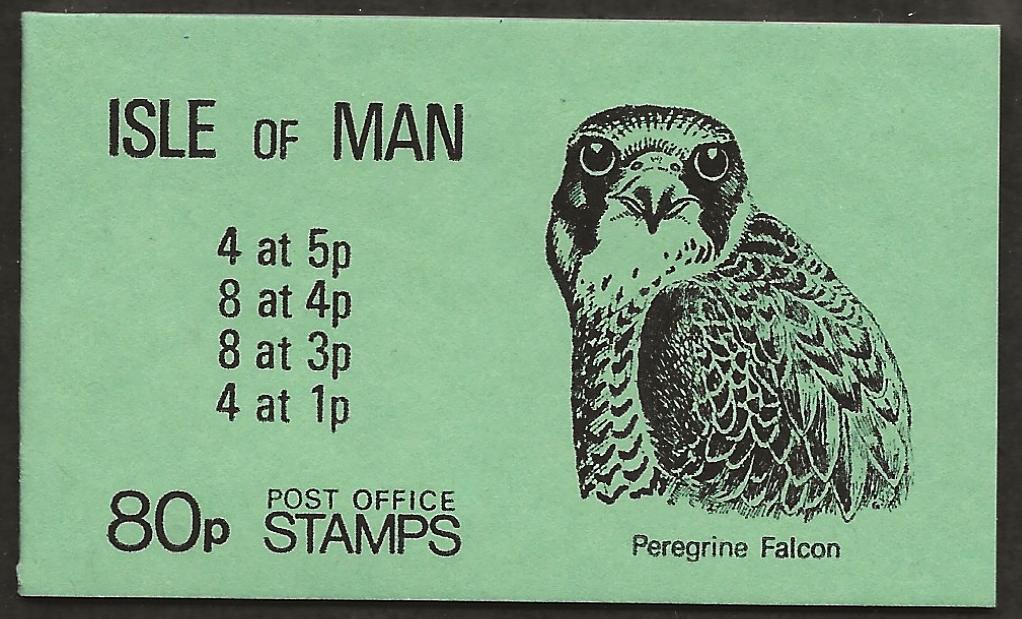 ISLE OF MAN
4 at 5p
8 at 4p
8 at 3p
4 at 1p
80p POST OFFICE STAMPS
Peregrine Falcon